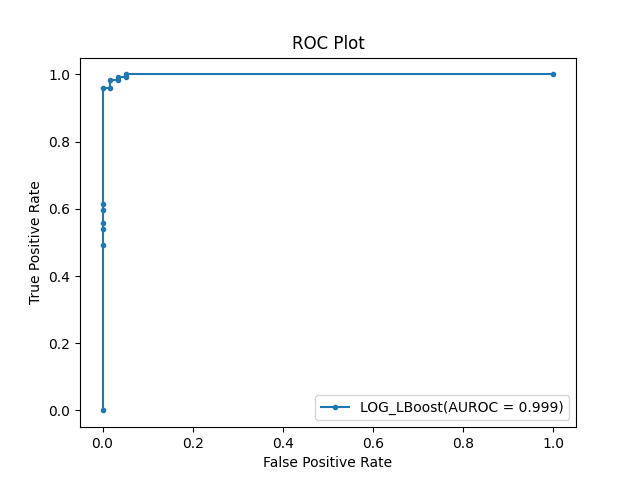 ROC Plot
True Positive Rate
1.0
0.8
0.6
0.4
0.2
0.0
LOG_LBoost(AUROC = 0.999)
0.0 0.2 0.4 0.6 0.8 1.0
False Positive Rate